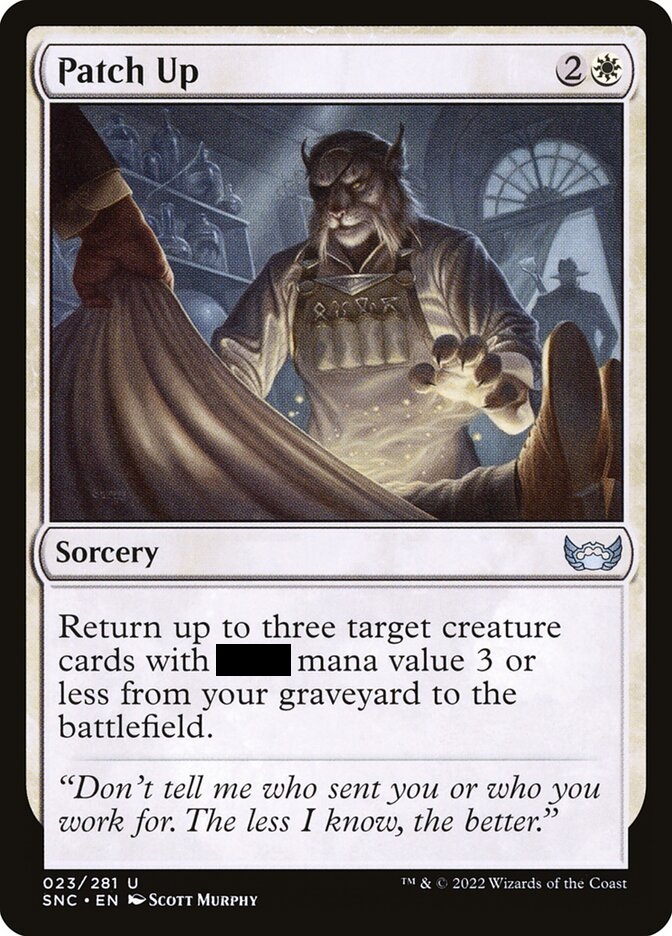 Patch Up
2
Sorcery
Return up to three target creature
cards with mana value 3 or
less from your graveyard to the
battlefield.
“Don’t tell me who sent you or who you
work for. The less I know, the better.”
023/281 U
SNC • EN Scott Murphy
™ & © 2022 Wizards of the Coast